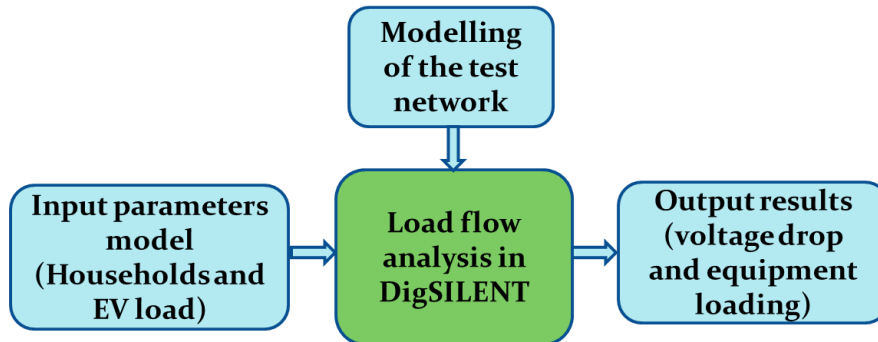 Modelling
of the test
network
Input parameters
model
(Households and
EV load)
Load flow
analysis in
DigSILENT
Output results
(voltage drop
and equipment
loading)